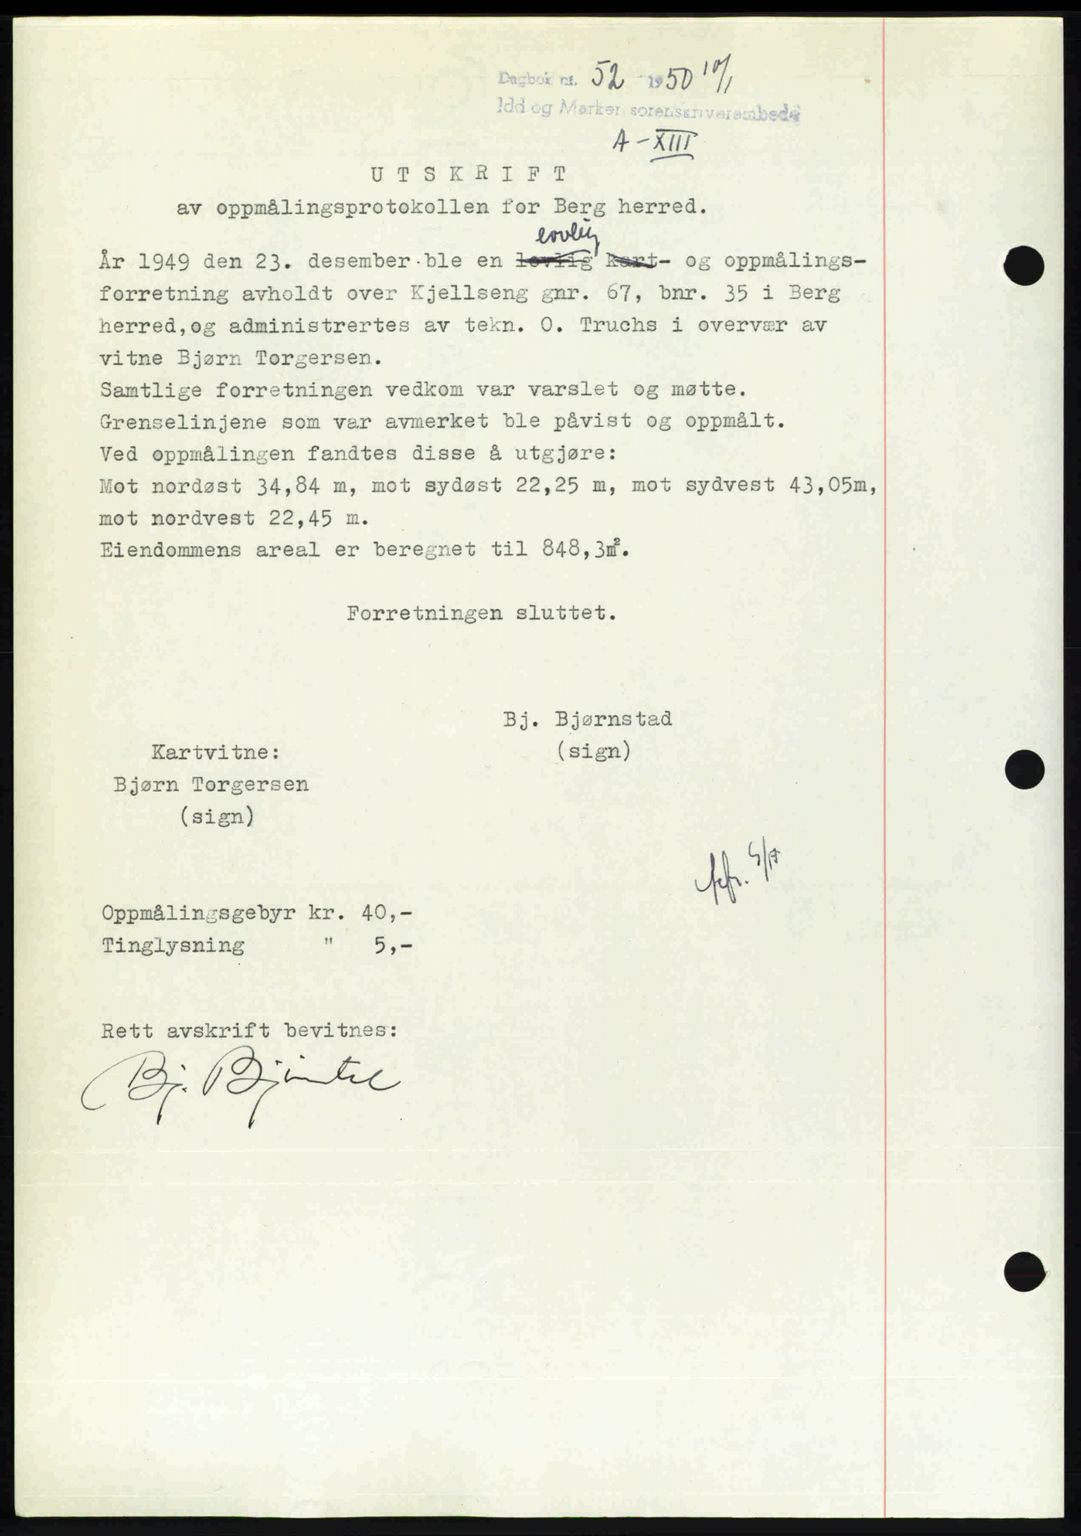 Dagbok nr. 52 1950 10/1
Idd og Marker sorenskriverembede
A - XIII
UTSKRIFT
av oppmålingsprotokollen for Berg herred.
lovlig
År 1949 den 23. desember ble en lovlig kart- og oppmålings-
forretning avholdt over Kjellseng gnr. 67, bnr. 35 i Berg
herred,og administrertes av tekn. O. Truchs i overvær av
vitne Bjørn Torgersen.
Samtlige forretningen vedkom var varslet og møtte.
Grenselinjene som var avmerket ble påvist og oppmålt.
Ved oppmålingen fandtes disse å utgjøre:
Mot nordøst 34,84 m, mot sydøst 22,25 m, mot sydvest 43,05m,
mot nordvest 22,45 m.
Eiendommens areal er beregnet til 848,3m².
Forretningen sluttet.
Bj. Bjørnstad
(sign)
Kartvitne:
Bjørn Torgersen
(sign)
Oppmålingsgebyr kr. 40,-
Tinglysning " 5,-
Rett avskrift bevitnes:
Bj. Bjørnstad